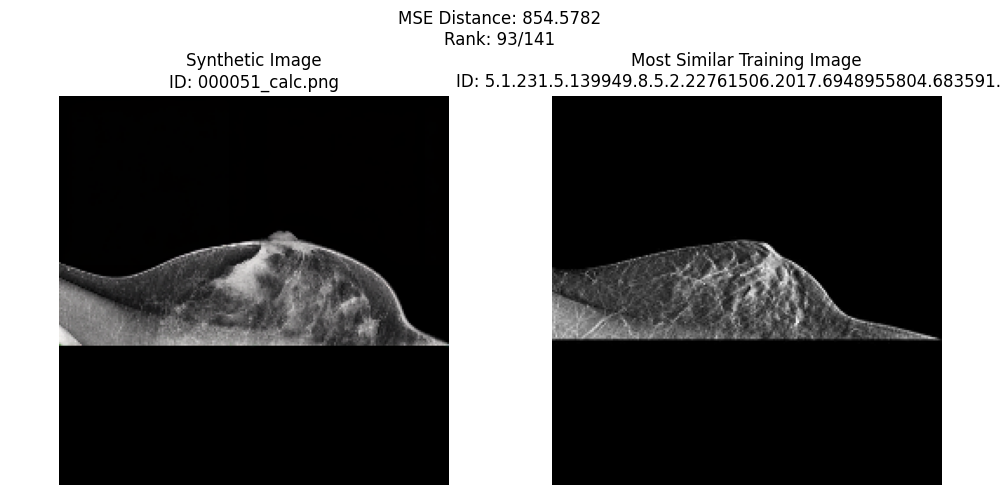 MSE Distance: 854.5782
Rank: 93/141
Synthetic Image
ID: 000051_calc.png
Most Similar Training Image
ID: 5.1.231.5.139949.8.5.2.22761506.2017.6948955804.683591.